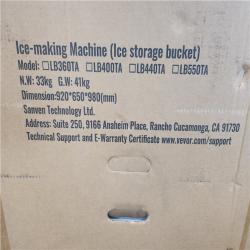 Ice-making Machine (Ice storage bucket)
Model:□LB360TA □LB400TA □LB440TA □LB550TA
N.W: 33kg G.W: 41kg
Dimension:920*650*980(mm)
Sanven Technology Ltd.
Address: Suite 250, 9166 Anaheim Place, Rancho Cucamonga, CA 91730
Technical Support and E-Warranty Certificate www.vevor.com/support